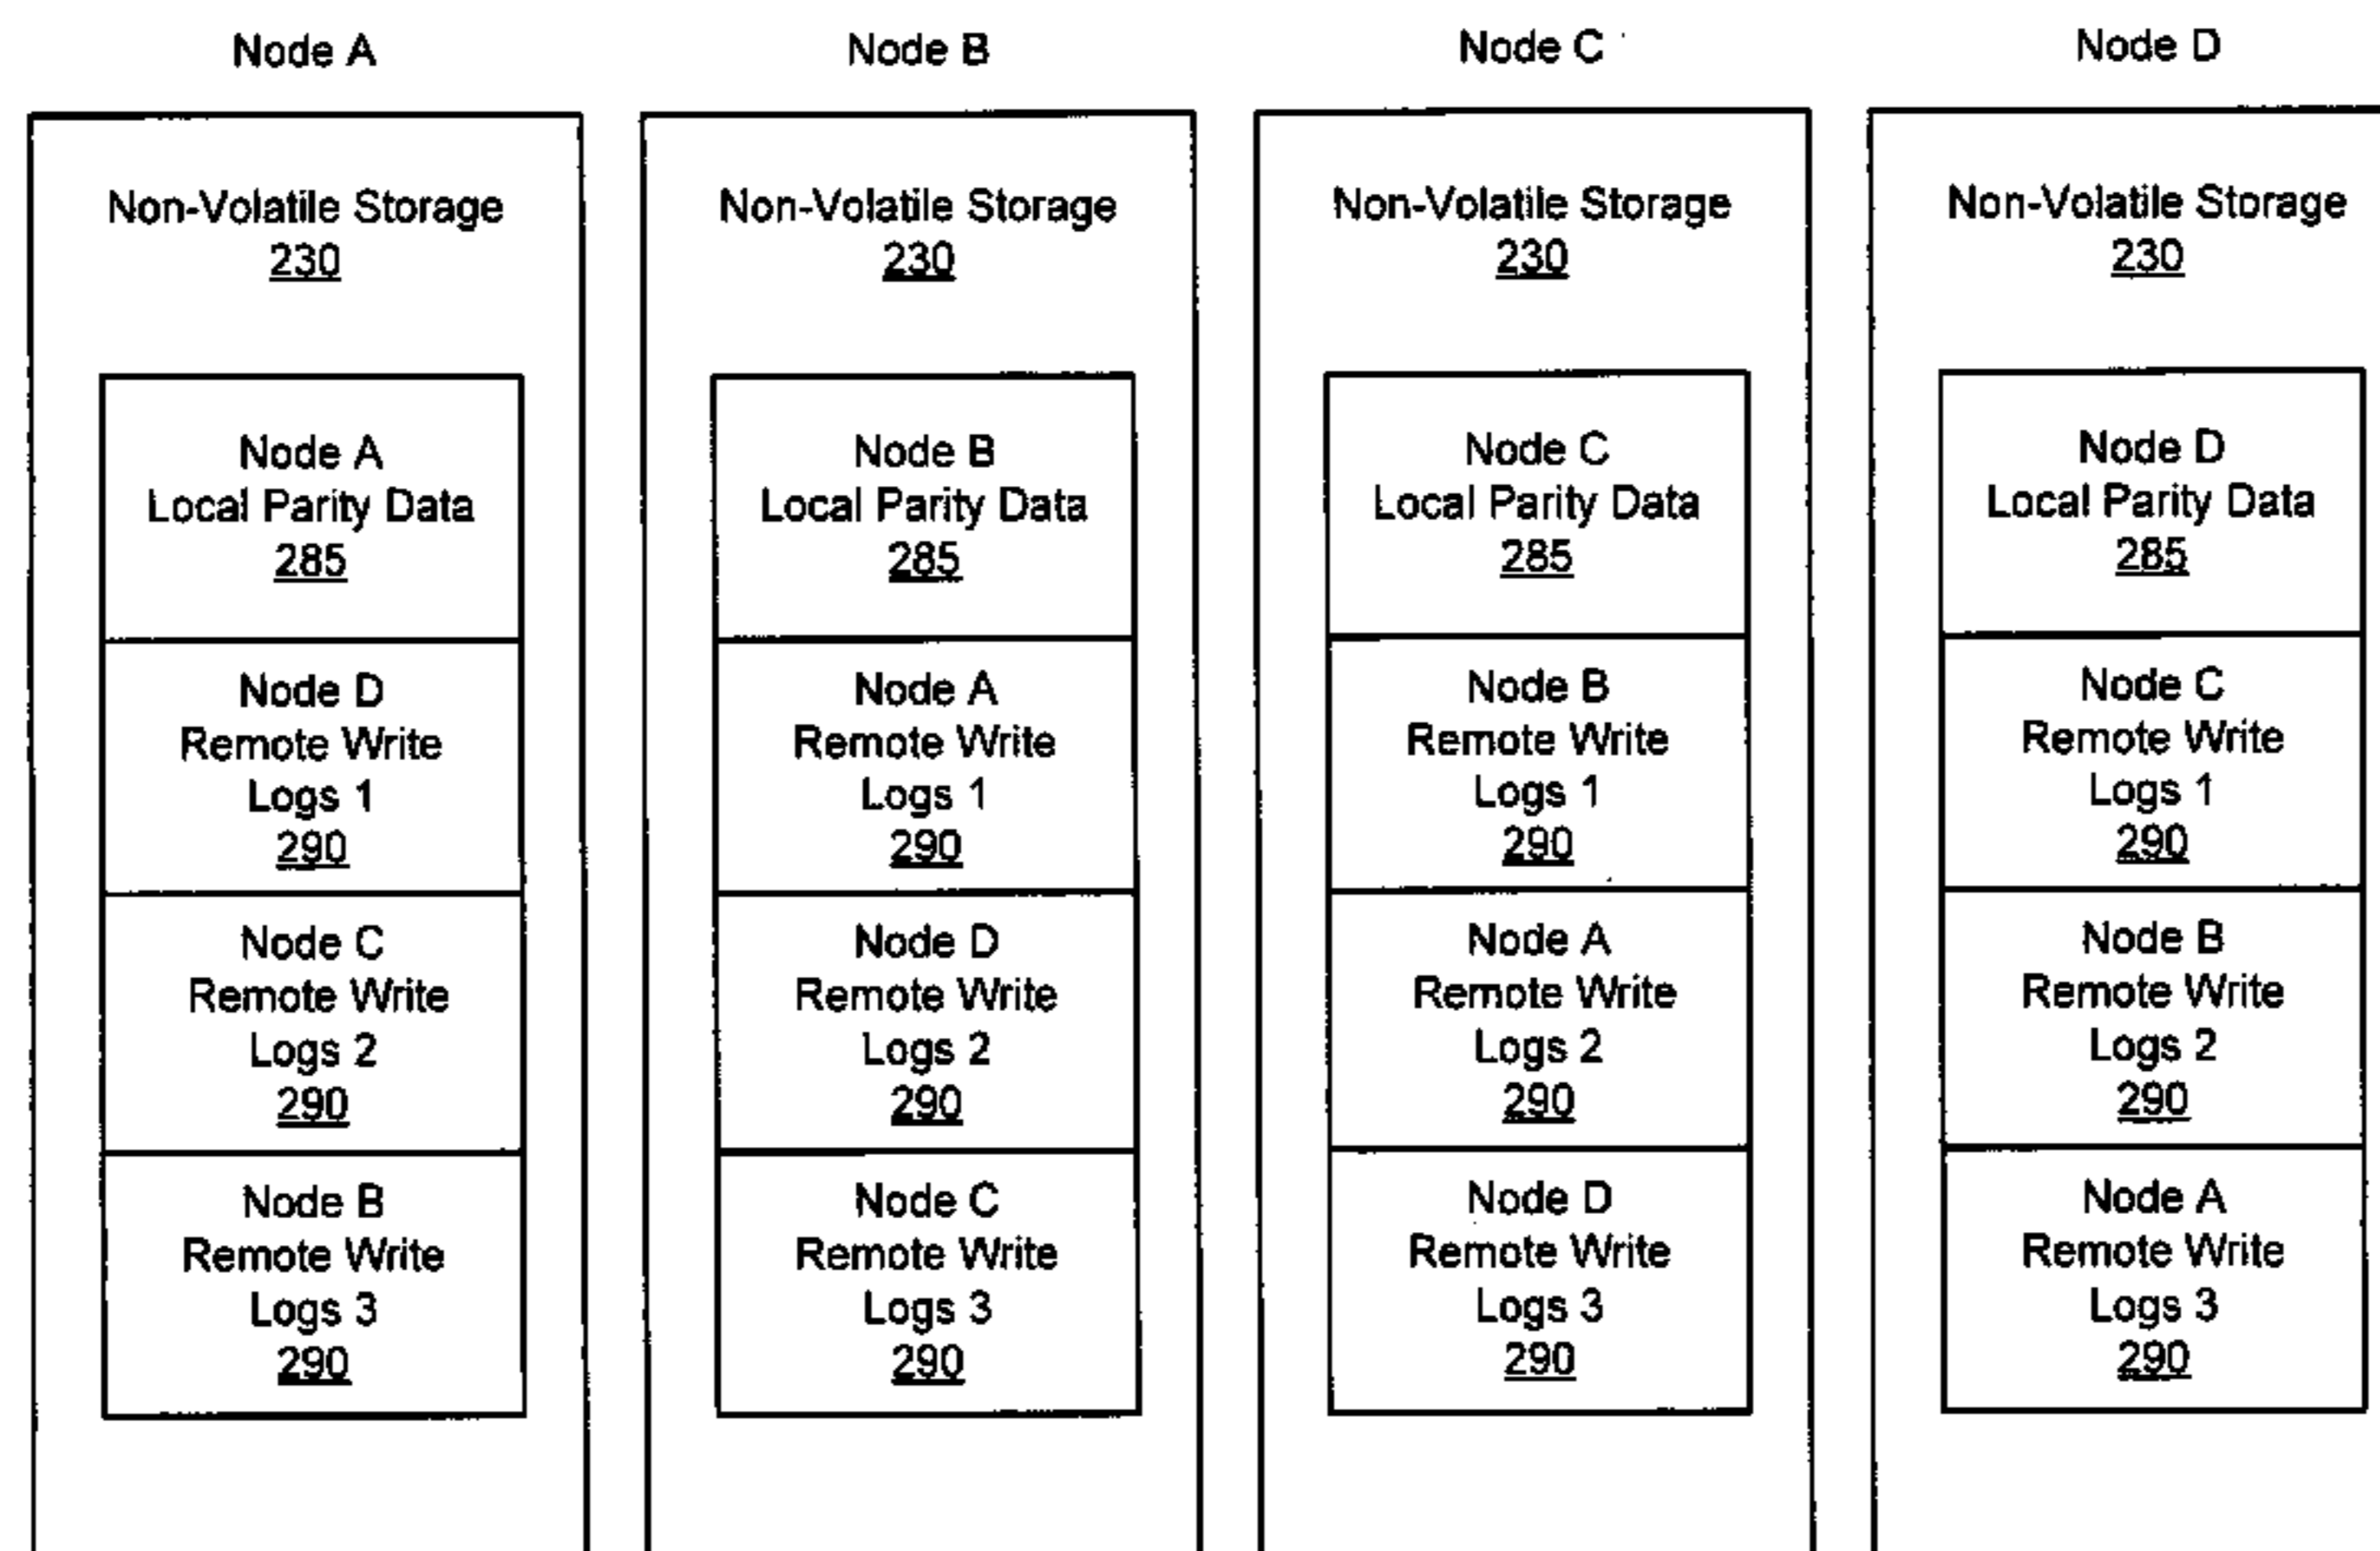 Node A
Non-Volatile Storage
230
Node A
Local Parity Data
285
Node D
Remote Write
Logs 1
290
Node C
Remote Write
Logs 2
290
Node B
Remote Write
Logs 3
290
Node B
Non-Volatile Storage
230
Node B
Local Parity Data
285
Node A
Remote Write
Logs 1
290
Node D
Remote Write
Logs 2
290
Node C
Remote Write
Logs 3
290
Node C
Non-Volatile Storage
230
Node C
Local Parity Data
285
Node B
Remote Write
Logs 1
290
Node A
Remote Write
Logs 2
290
Node D
Remote Write
Logs 3
290
Node D
Non-Volatile Storage
230
Node D
Local Parity Data
285
Node C
Remote Write
Logs 1
290
Node B
Remote Write
Logs 2
290
Node A
Remote Write
Logs 3
290